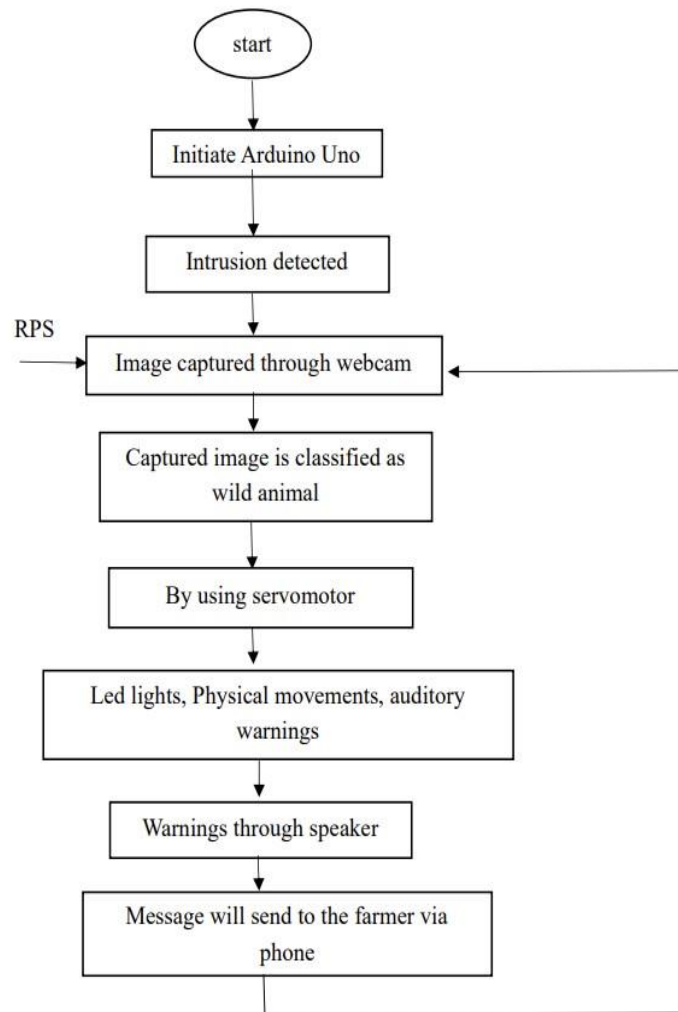 start
Initiate Arduino Uno
Intrusion detected
RPS
Image captured through webcam
Captured image is classified as
wild animal
By using servomotor
Led lights, Physical movements, auditory
warnings
Warnings through speaker
Message will send to the farmer via
phone